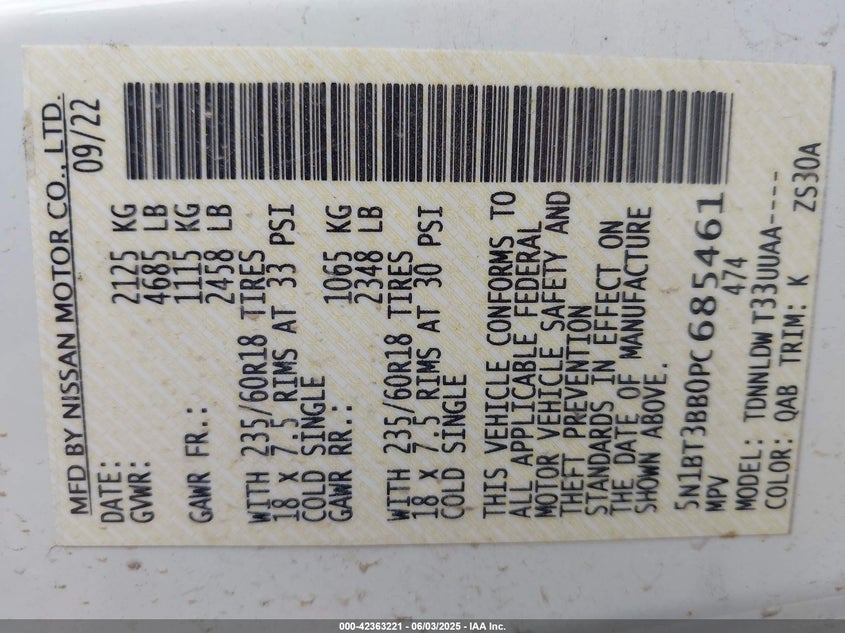 MFD BY NISSAN MOTOR CO., LTD.
DATE: 09/22
GVWR: 2125 KG
4685 LB
GAWR FR.: 1115 KG
2458 LB
WITH 235/60R18 TIRES
18 X 7.5 RIMS AT 33 PSI
COLD SINGLE
GAWR RR.: 1065 KG
2348 LB
WITH 235/60R18 TIRES
18 X 7.5 RIMS AT 30 PSI
COLD SINGLE
THIS VEHICLE CONFORMS TO
ALL APPLICABLE FEDERAL
MOTOR VEHICLE SAFETY AND
THEFT PREVENTION
STANDARDS IN EFFECT ON
THE DATE OF MANUFACTURE
SHOWN ABOVE.
5N1BT3BB0PC685461
MPV 474
MODEL: TDNNLDW T33UUAA----
COLOR: QAB TRIM: K ZS30A
000-42363221 - 06/03/2025 - IAA Inc.